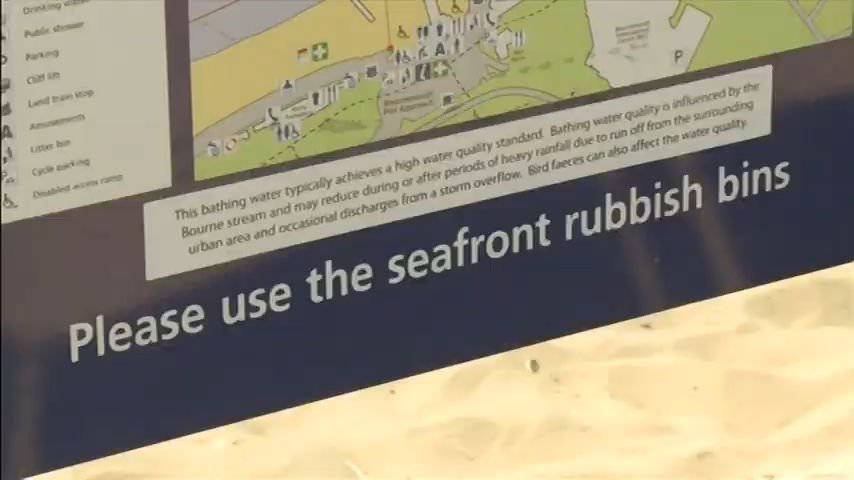 Drinking water
Public shower
Parking
Cliff lift
Land train stop
Amusements
Litter bin
Cycle parking
Disabled access ramp
P
Bournemouth
Pier Approach
This bathing water typically achieves a high water quality standard. Bathing water quality is influenced by the
Bourne stream and may reduce during or after periods of heavy rainfall due to run off from the surrounding
urban area and occasional discharges from a storm overflow. Bird faeces can also affect the water quality.
Please use the seafront rubbish bins